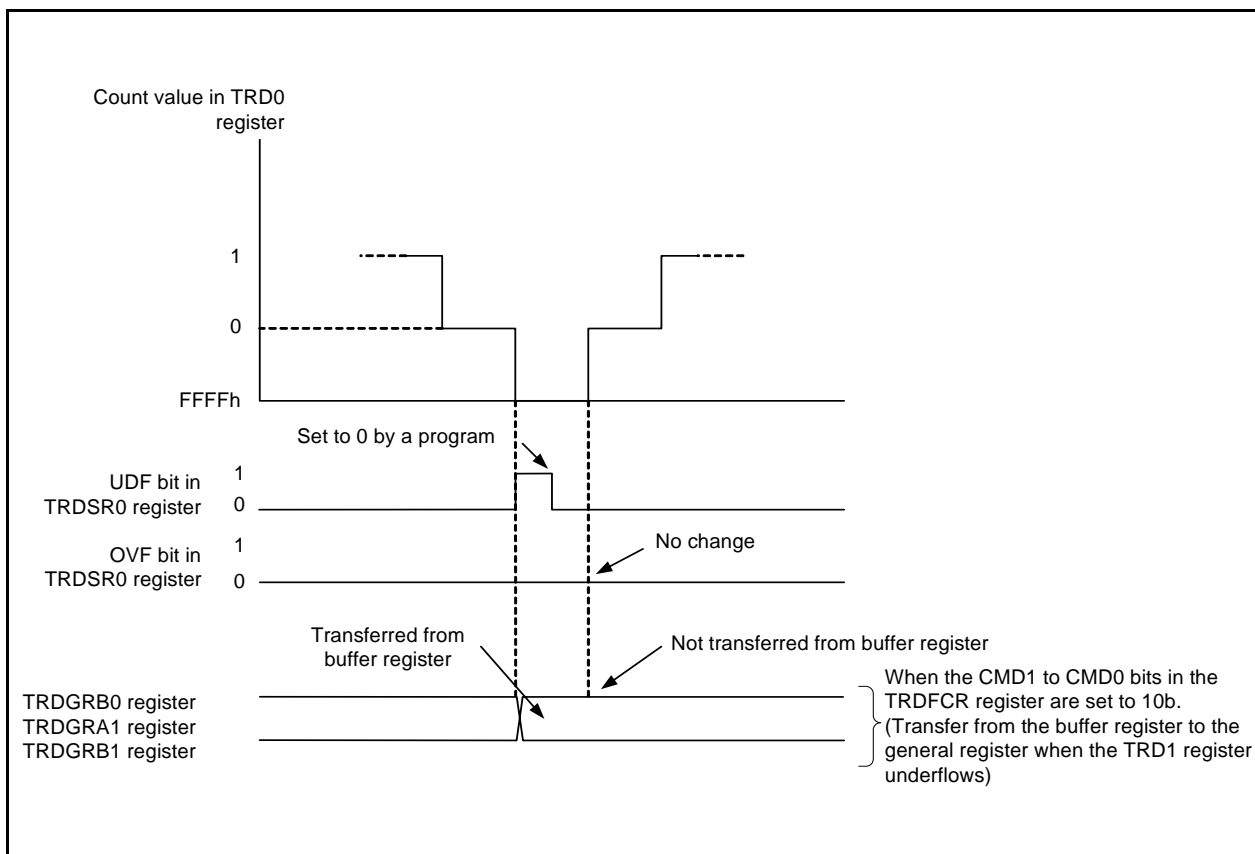 Count value in TRD0
register
1
0
FFFFh
Set to 0 by a program
UDF bit in
TRDSR0 register
1
0
No change
OVF bit in
TRDSR0 register
1
0
Transferred from
buffer register
Not transferred from buffer register
TRDGRB0 register
TRDGRA1 register
TRDGRB1 register
When the CMD1 to CMD0 bits in the
TRDFCR register are set to 10b.
(Transfer from the buffer register to the
general register when the TRD1 register
underflows)